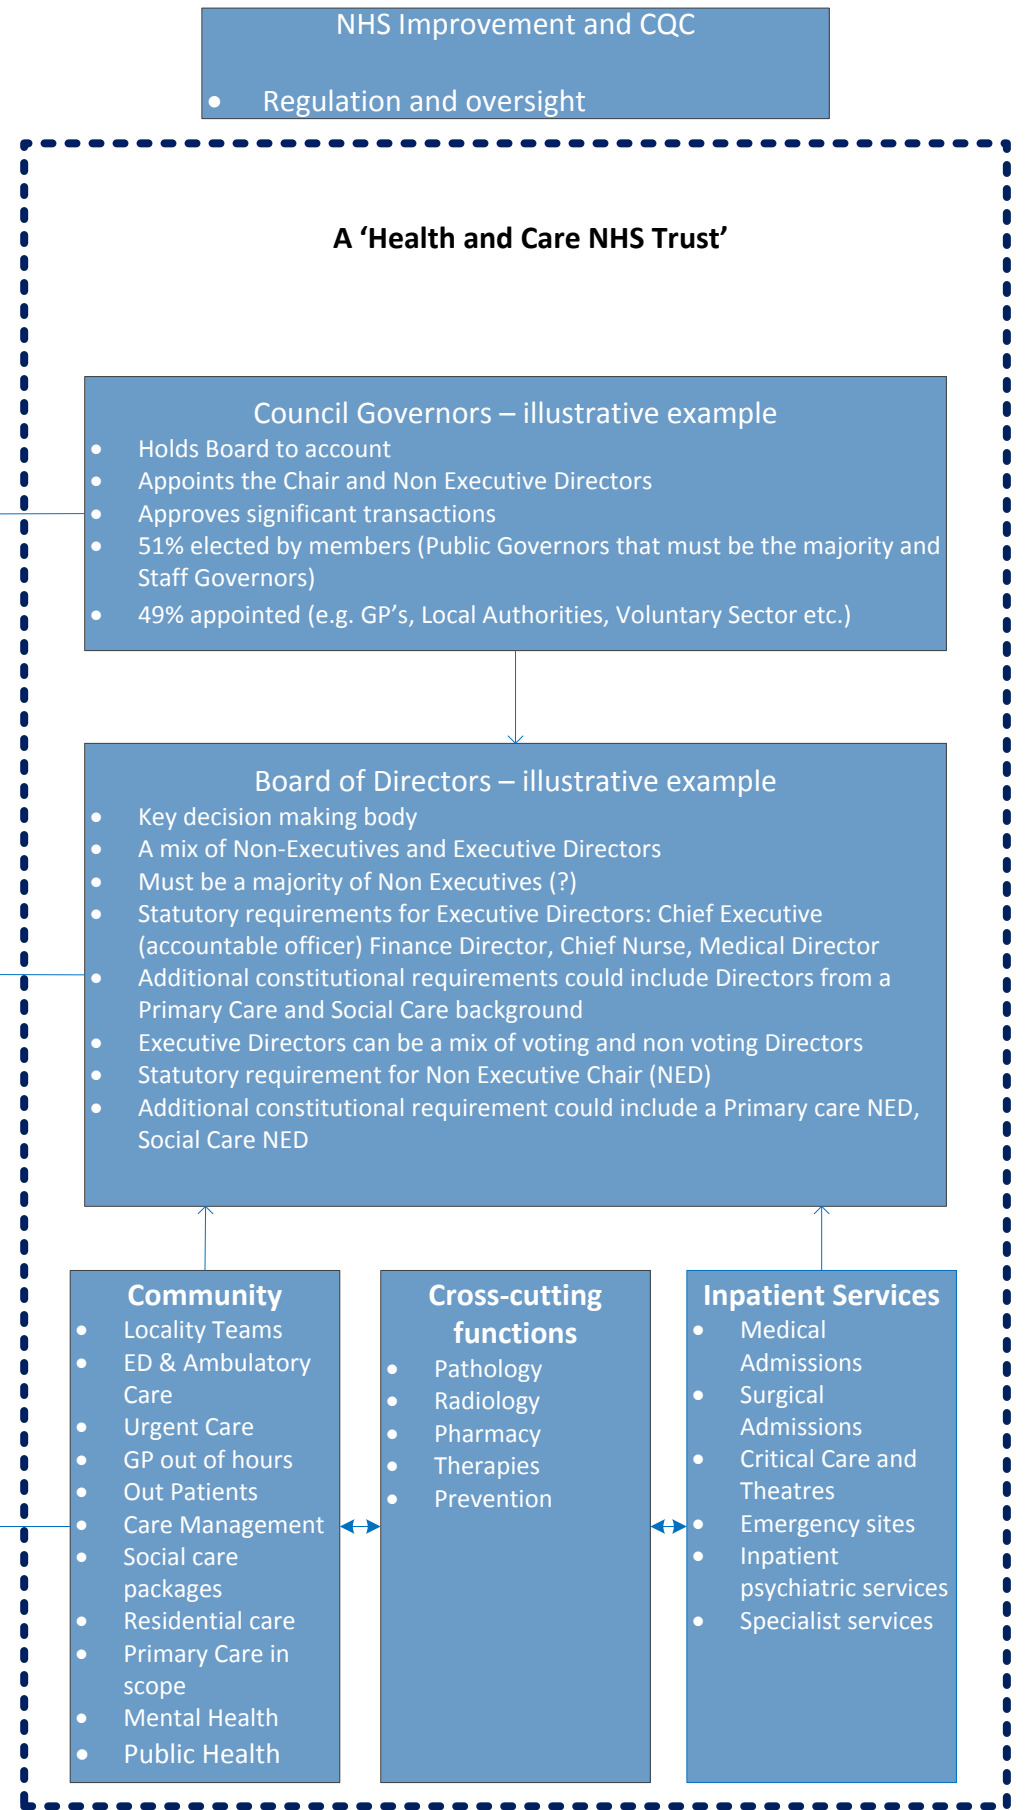 NHS Improvement and CQC
• Regulation and oversight
A ‘Health and Care NHS Trust’
Council Governors – illustrative example
• Holds Board to account
• Appoints the Chair and Non Executive Directors
• Approves significant transactions
• 51% elected by members (Public Governors that must be the majority and
Staff Governors)
• 49% appointed (e.g. GP’s, Local Authorities, Voluntary Sector etc.)
Board of Directors – illustrative example
• Key decision making body
• A mix of Non-Executives and Executive Directors
• Must be a majority of Non Executives (?)
• Statutory requirements for Executive Directors: Chief Executive
(accountable officer) Finance Director, Chief Nurse, Medical Director
• Additional constitutional requirements could include Directors from a
Primary Care and Social Care background
• Executive Directors can be a mix of voting and non voting Directors
• Statutory requirement for Non Executive Chair (NED)
• Additional constitutional requirement could include a Primary care NED,
Social Care NED
Community
• Locality Teams
• ED & Ambulatory
Care
• Urgent Care
• GP out of hours
• Out Patients
• Care Management
• Social care
packages
• Residential care
• Primary Care in
scope
• Mental Health
• Public Health
Cross-cutting
functions
• Pathology
• Radiology
• Pharmacy
• Therapies
• Prevention
Inpatient Services
• Medical
Admissions
• Surgical
Admissions
• Critical Care and
Theatres
• Emergency sites
• Inpatient
psychiatric services
• Specialist services